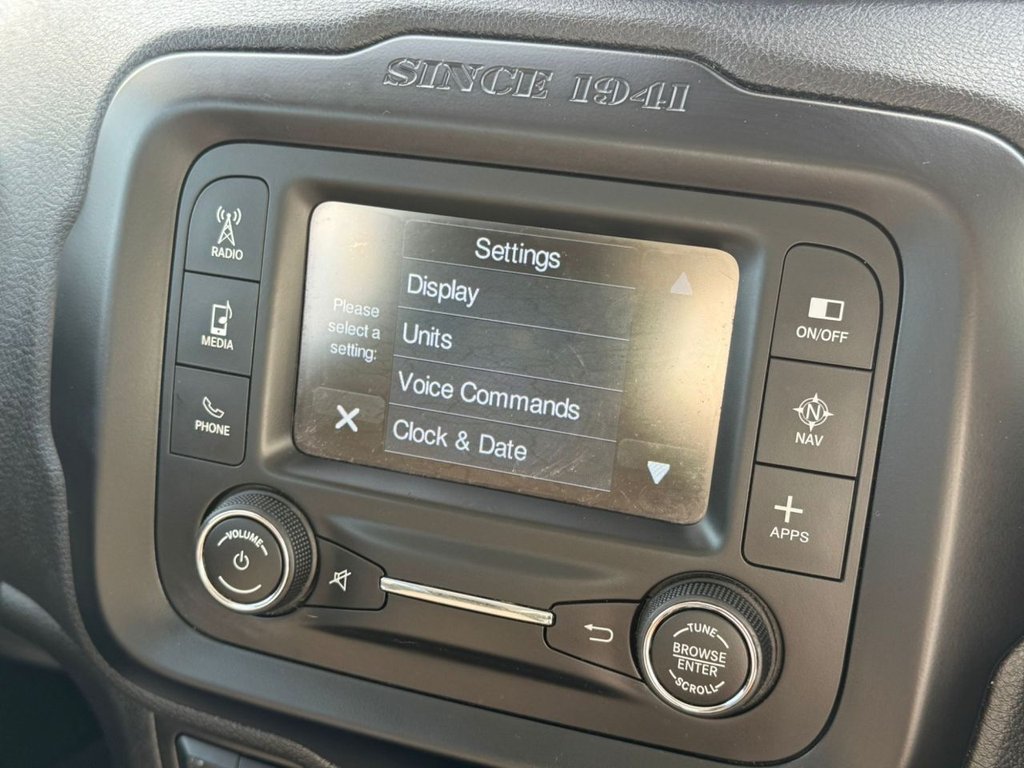 SINCE 1941
RADIO
MEDIA
PHONE
Settings
Display
Units
Voice Commands
Clock & Date
Please
select a
setting:
ON/OFF
N
NAV
APPS
VOLUME
TUNE
BROWSE
ENTER
SCROLL